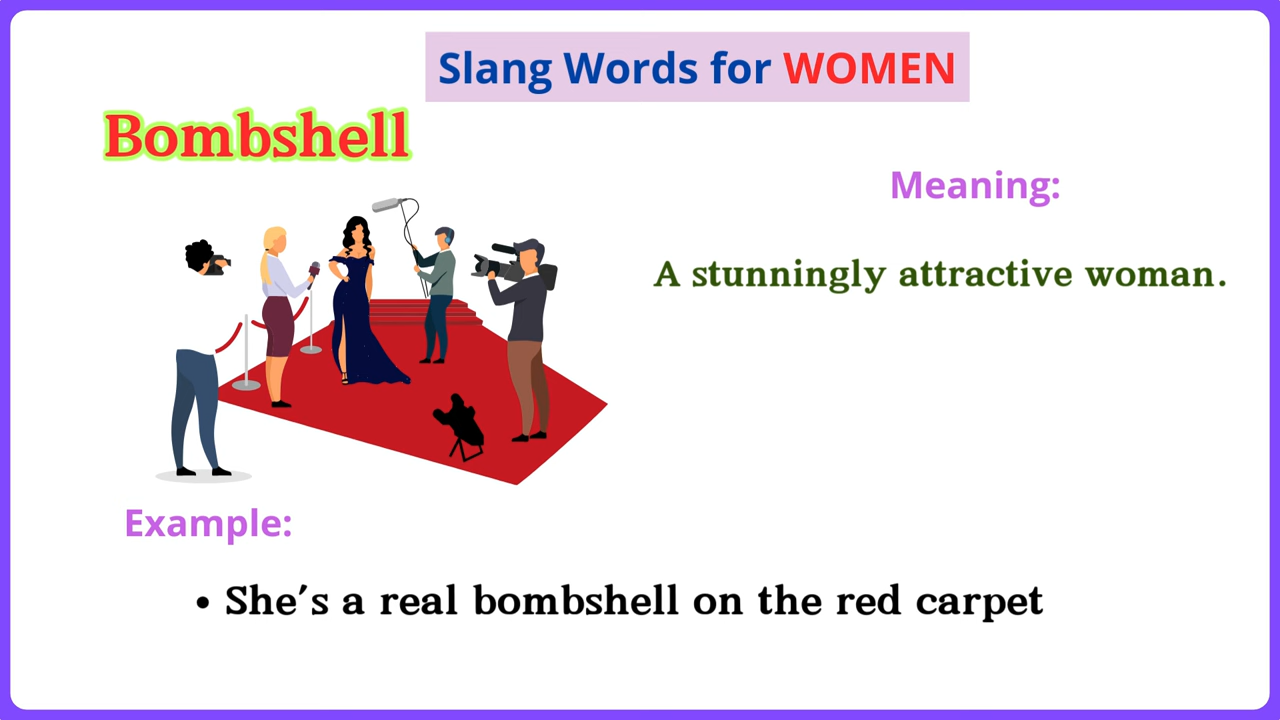 Slang Words for WOMEN
Bombshell
Meaning:
A stunningly attractive woman.
Example:
• She's a real bombshell on the red carpet